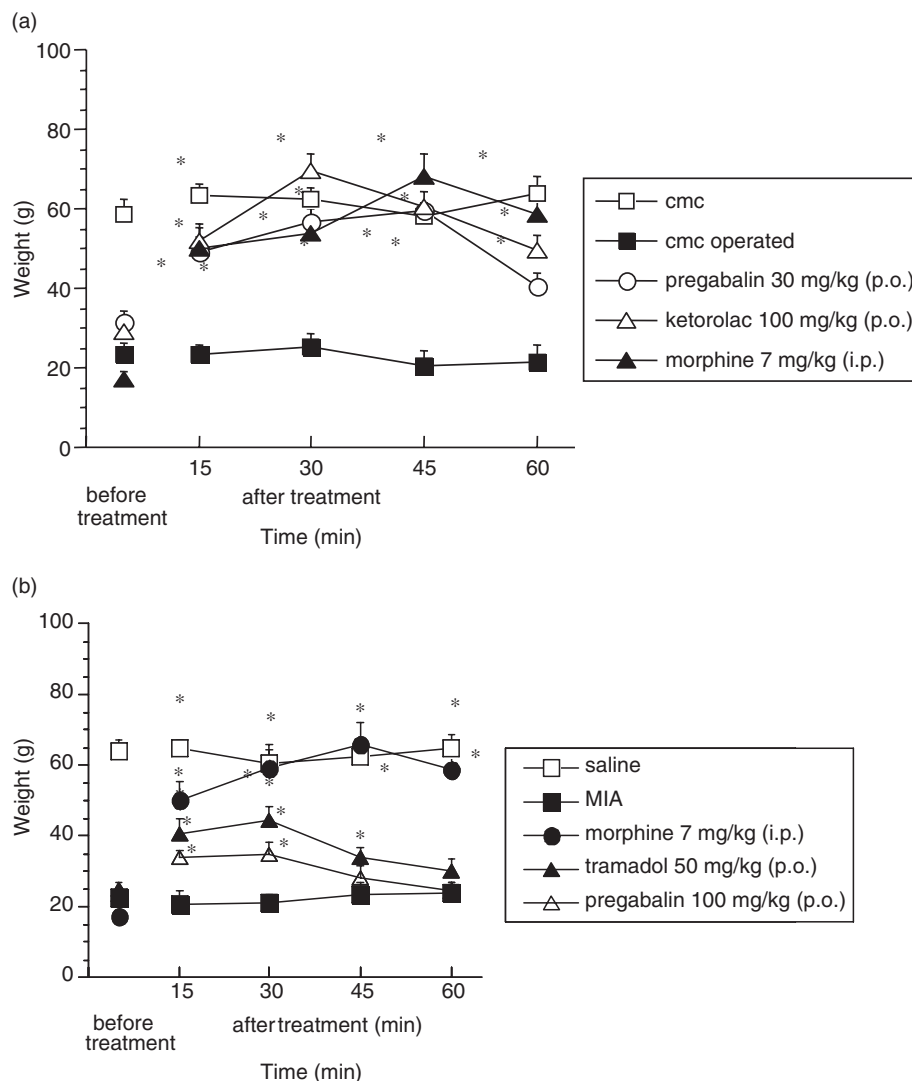 (a)
100
80
60
40
20
0
Weight (g)
15 30 45 60
before
treatment
after treatment
Time (min)
cmc
cmc operated
pregabalin 30 mg/kg (p.o.)
ketorolac 100 mg/kg (p.o.)
morphine 7 mg/kg (i.p.)
(b)
100
80
60
40
20
0
Weight (g)
15 30 45 60
before
treatment
after treatment (min)
Time (min)
saline
MIA
morphine 7 mg/kg (i.p.)
tramadol 50 mg/kg (p.o.)
pregabalin 100 mg/kg (p.o.)